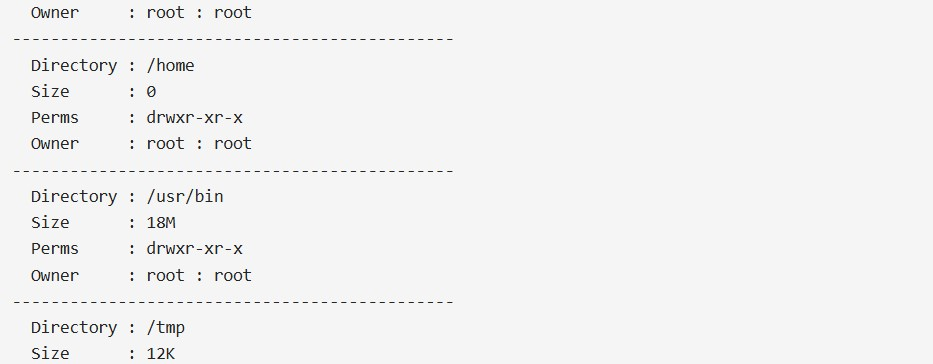 Owner     : root : root
----------------------------------------------
Directory : /home
Size      : 0
Perms     : drwxr-xr-x
Owner     : root : root
----------------------------------------------
Directory : /usr/bin
Size      : 18M
Perms     : drwxr-xr-x
Owner     : root : root
----------------------------------------------
Directory : /tmp
Size      : 12K